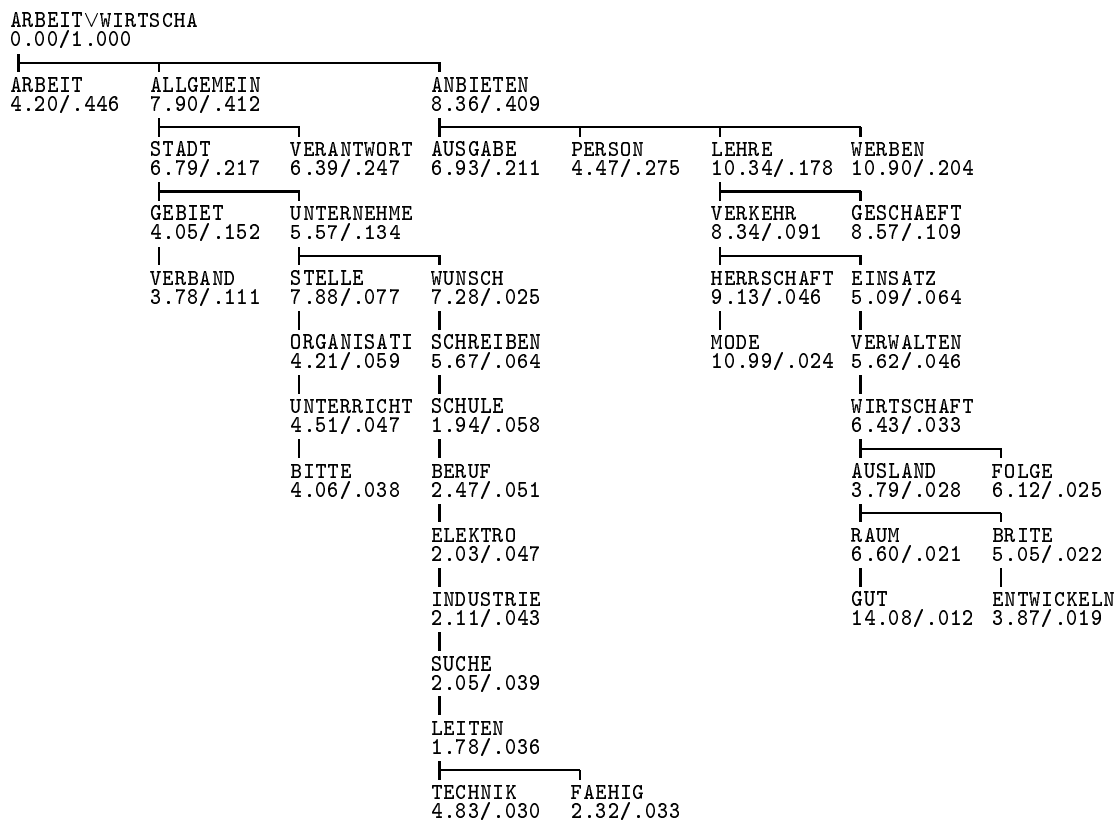 ARBEIT∨WIRTSCHA
0.00/1.000
ARBEIT ALLGEMEIN ANBIETEN
4.20/.446 7.90/.412 8.36/.409
STADT VERANTWORT AUSGABE PERSON LEHRE WERBEN
6.79/.217 6.39/.247 6.93/.211 4.47/.275 10.34/.178 10.90/.204
GEBIET UNTERNEHME VERKEHR GESCHAEFT
4.05/.152 5.57/.134 8.34/.091 8.57/.109
VERBAND STELLE WUNSCH HERRSCHAFT EINSATZ
3.78/.111 7.88/.077 7.28/.025 9.13/.046 5.09/.064
ORGANISATI SCHREIBEN MODE VERWALTEN
4.21/.059 5.67/.064 10.99/.024 5.62/.046
UNTERRICHT SCHULE WIRTSCHAFT
4.51/.047 1.94/.058 6.43/.033
BITTE BERUF AUSLAND FOLGE
4.06/.038 2.47/.051 3.79/.028 6.12/.025
ELEKTRO RAUM BRITE
2.03/.047 6.60/.021 5.05/.022
INDUSTRIE GUT ENTWICKELN
2.11/.043 14.08/.012 3.87/.019
SUCHE
2.05/.039
LEITEN
1.78/.036
TECHNIK FAEHIG
4.83/.030 2.32/.033